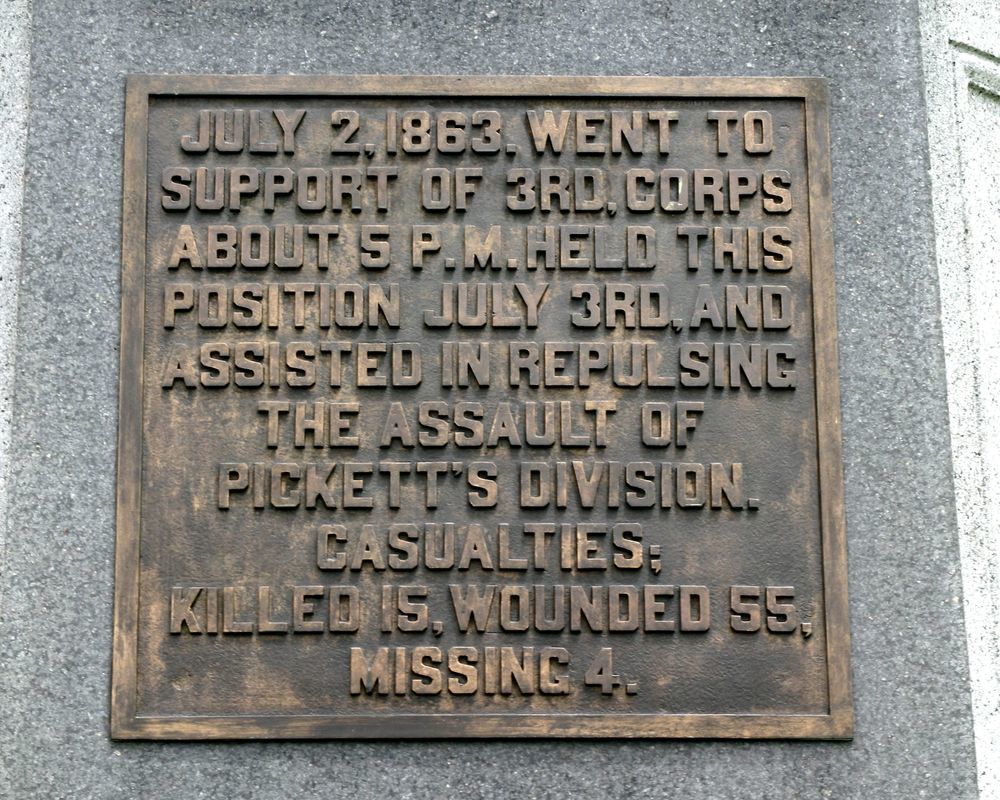 JULY 2, 1863. WENT TO
SUPPORT OF 3RD, CORPS
ABOUT 5 P.M. HELD THIS
POSITION JULY 3RD, AND
ASSISTED IN REPULSING
THE ASSAULT OF
PICKETT'S DIVISION.
CASUALTIES;
KILLED 15, WOUNDED 55,
MISSING 4.